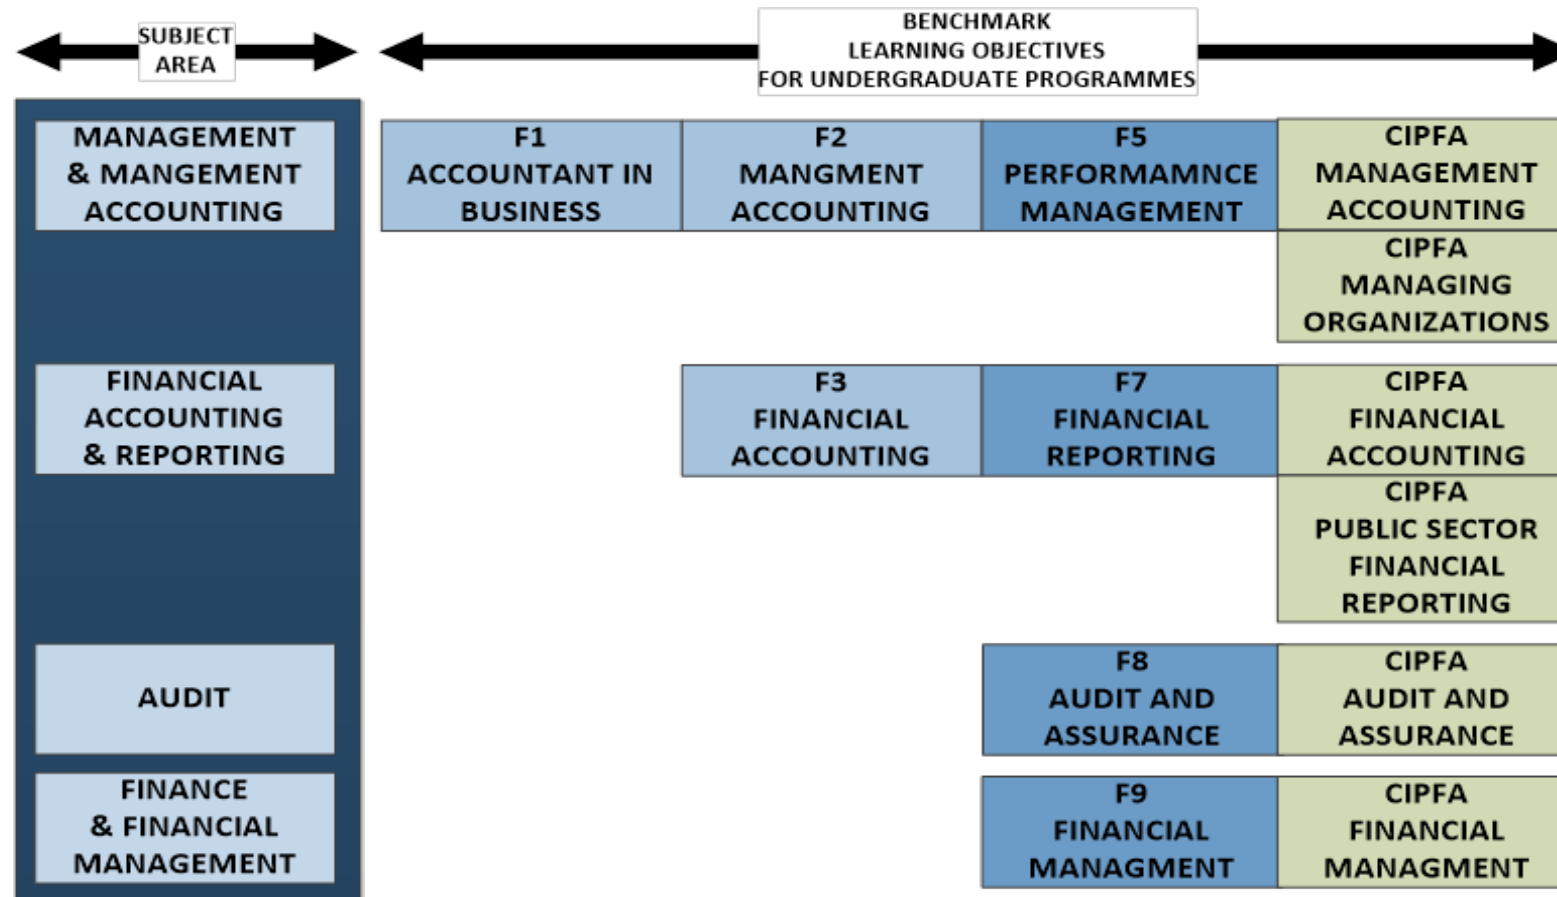 SUBJECT
AREA
BENCHMARK
LEARNING OBJECTIVES
FOR UNDERGRADUATE PROGRAMMES
MANAGEMENT
& MANGEMENT
ACCOUNTING
F1
ACCOUNTANT IN
BUSINESS
F2
MANGMENT
ACCOUNTING
F5
PERFORMAMNCE
MANAGEMENT
CIPFA
MANAGEMENT
ACCOUNTING
CIPFA
MANAGING
ORGANIZATIONS
FINANCIAL
ACCOUNTING
& REPORTING
F3
FINANCIAL
ACCOUNTING
F7
FINANCIAL
REPORTING
CIPFA
FINANCIAL
ACCOUNTING
CIPFA
PUBLIC SECTOR
FINANCIAL
REPORTING
AUDIT
F8
AUDIT AND
ASSURANCE
CIPFA
AUDIT AND
ASSURANCE
FINANCE
& FINANCIAL
MANAGEMENT
F9
FINANCIAL
MANAGMENT
CIPFA
FINANCIAL
MANAGMENT